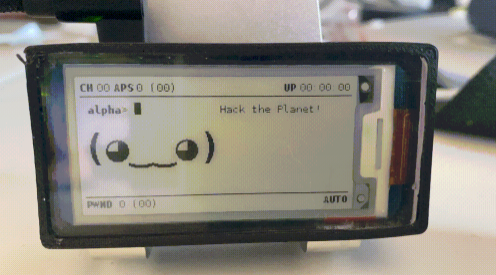 CH 00 APS 0 (00) UP 00:00:00
alpha> Hack the Planet!
PWND 0 (00) AUTO